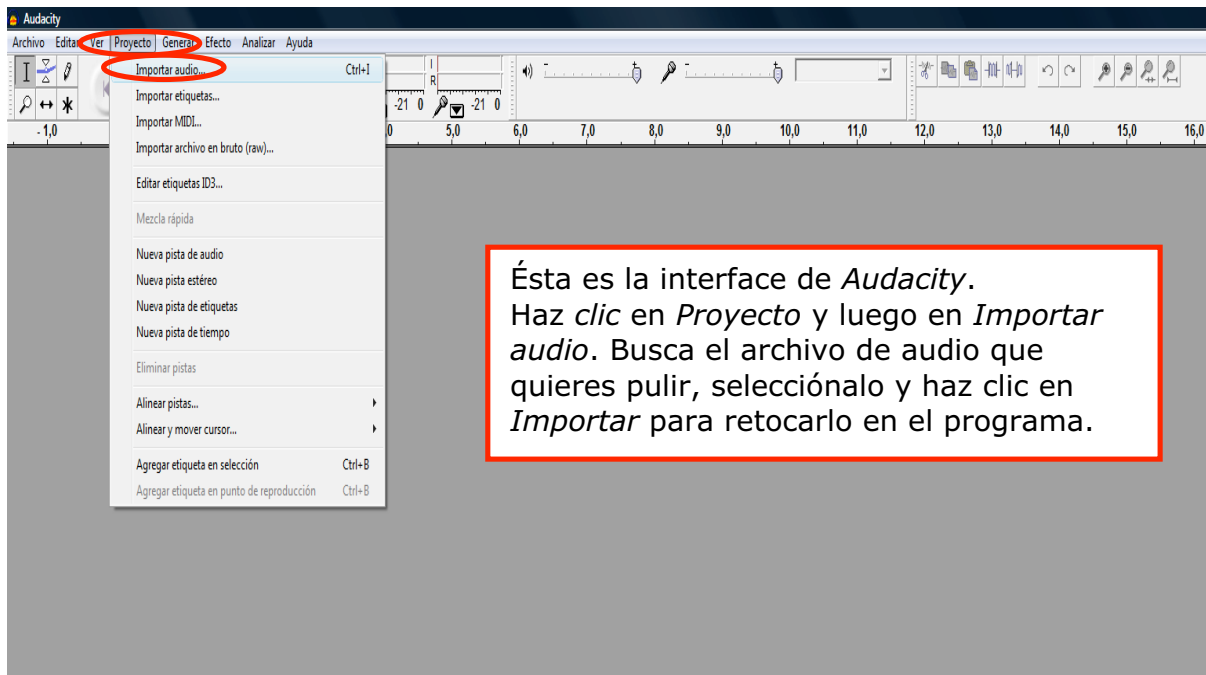 Audacity
Archivo Editar Ver Proyecto Generar Efecto Analizar Ayuda
Importar audio... Ctrl+I
Importar etiquetas...
Importar MIDI...
Importar archivo en bruto (raw)...
Editar etiquetas ID3...
Mezcla rápida
Nueva pista de audio
Nueva pista estéreo
Nueva pista de etiquetas
Nueva pista de tiempo
Eliminar pistas
Alinear pistas...
Alinear y mover cursor...
Agregar etiqueta en selección Ctrl+B
Agregar etiqueta en punto de reproducción Ctrl+B
R
-21 0 -21 0
- 1,0 5,0 6,0 7,0 8,0 9,0 10,0 11,0 12,0 13,0 14,0 15,0 16,0
Ésta es la interface de Audacity.
Haz clic en Proyecto y luego en Importar
audio. Busca el archivo de audio que
quieres pulir, selecciónalo y haz clic en
Importar para retocarlo en el programa.